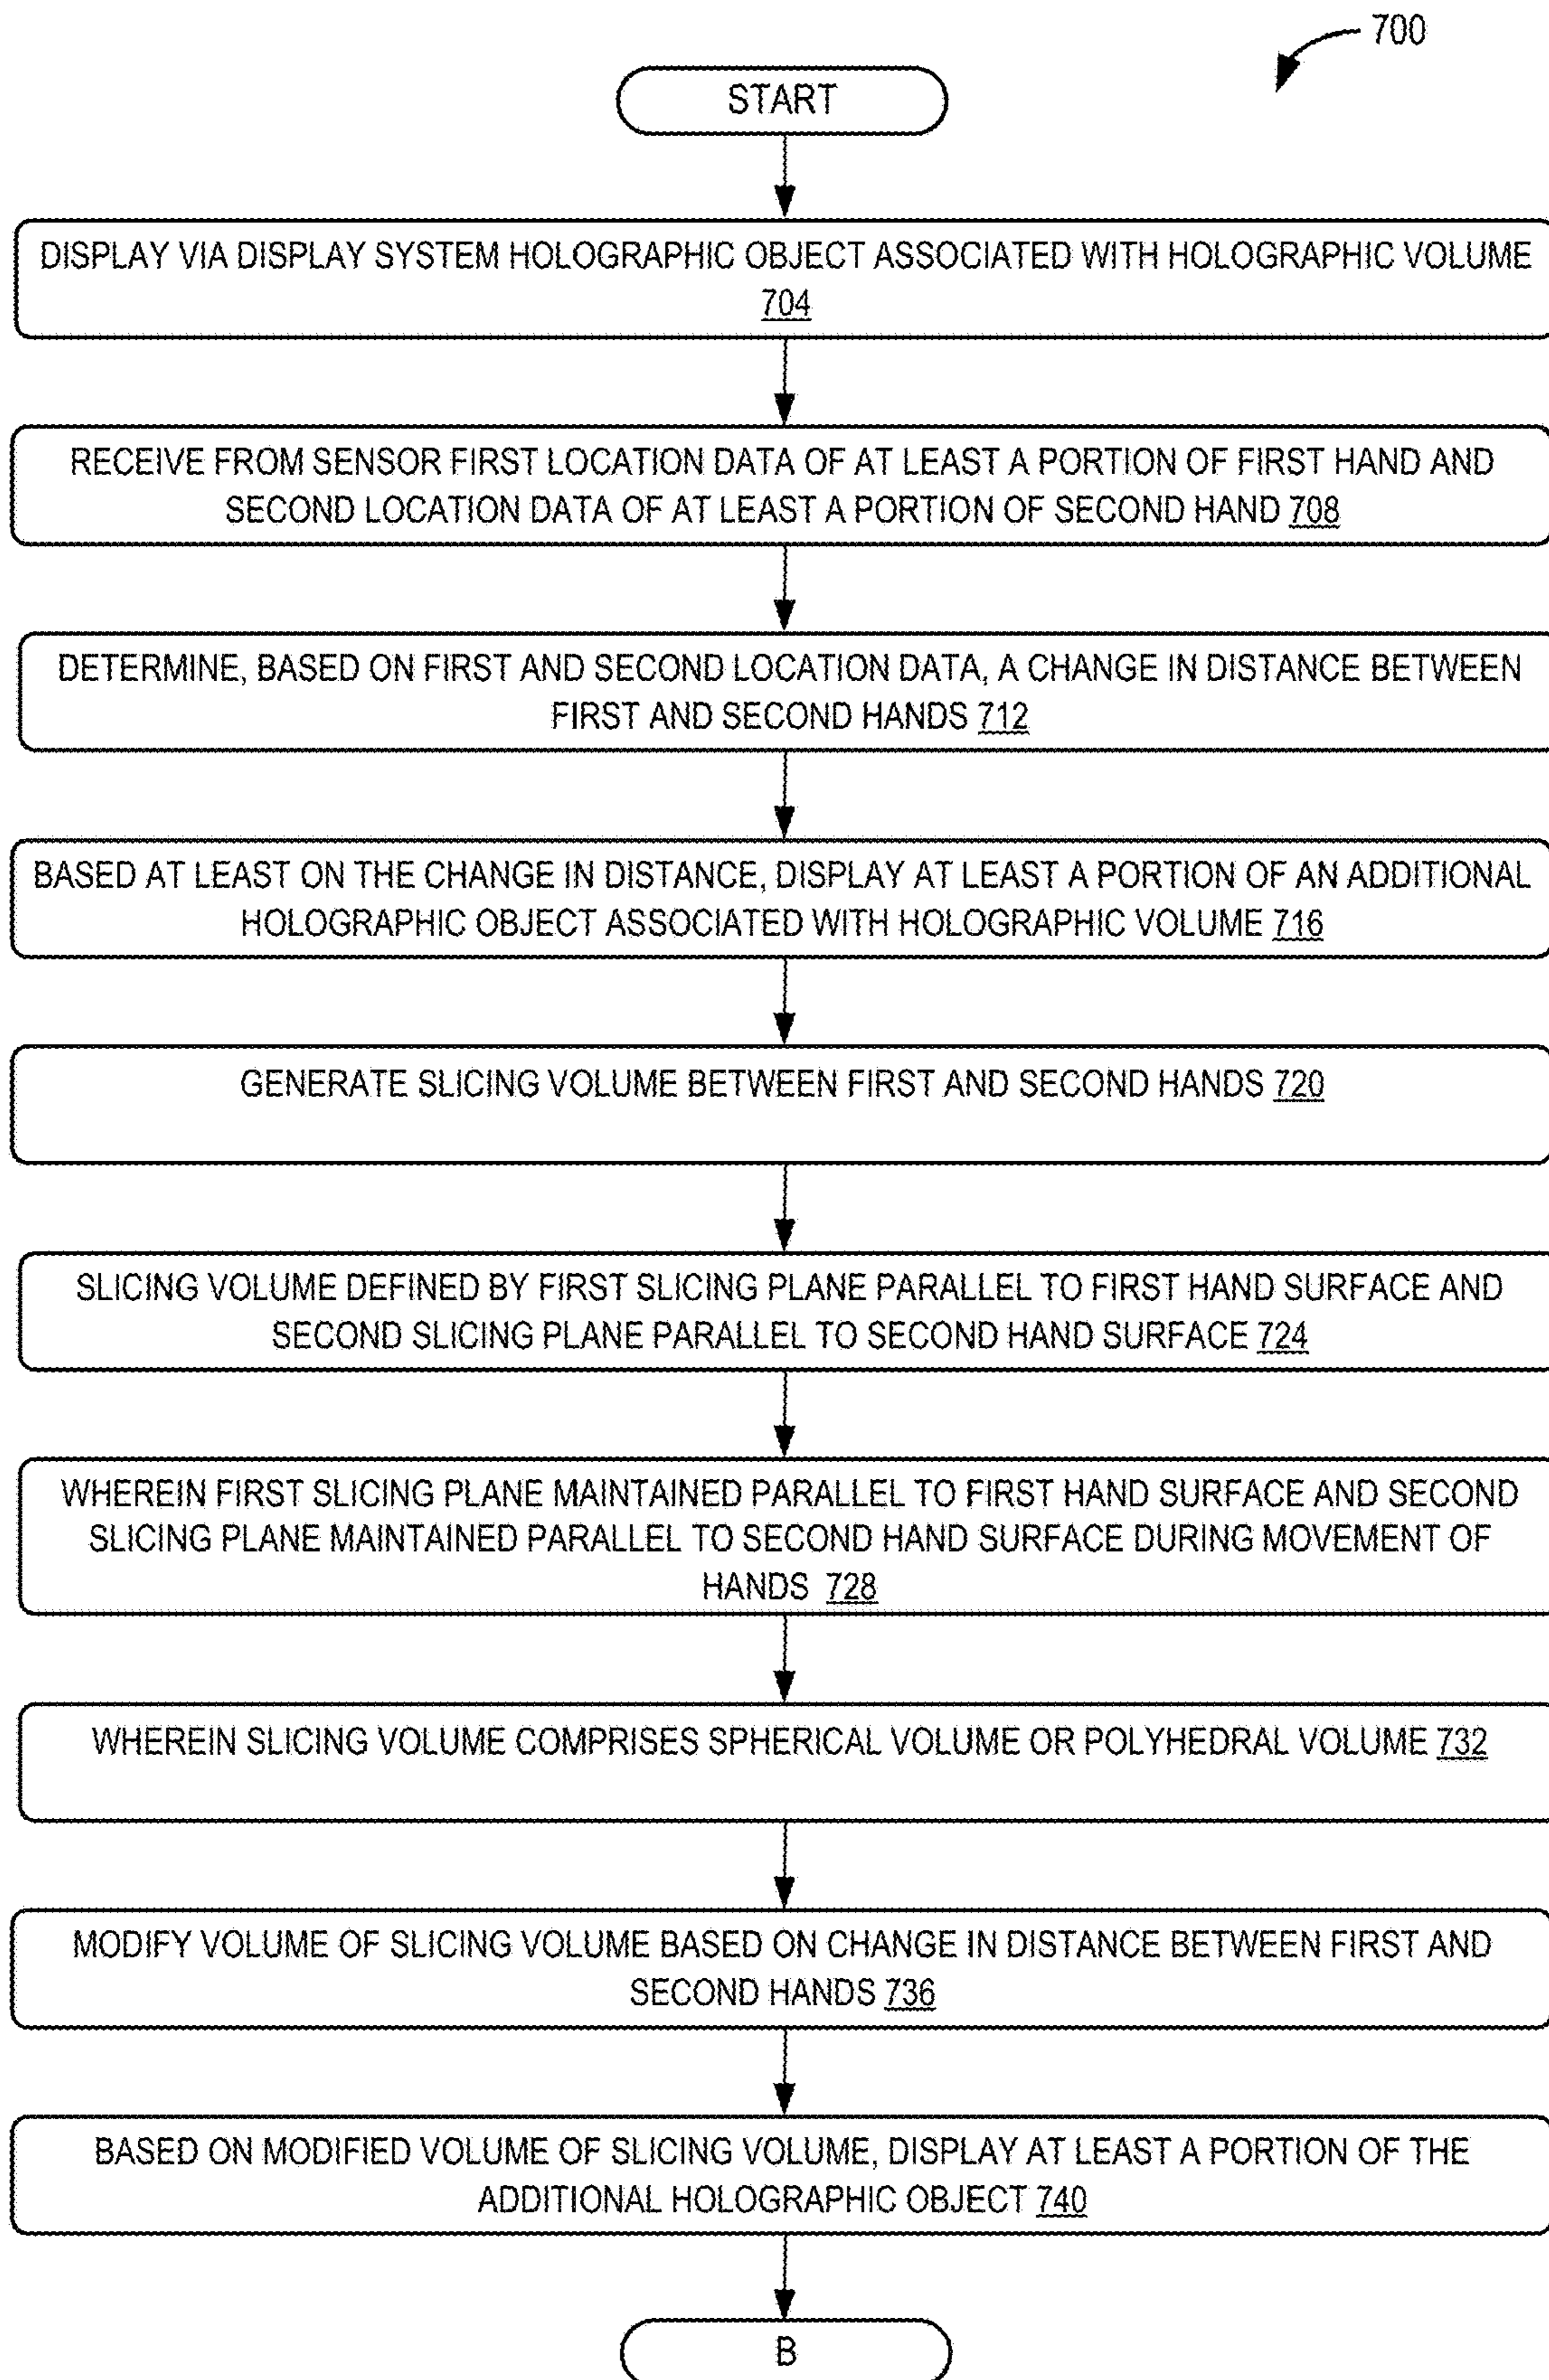 700
START
DISPLAY VIA DISPLAY SYSTEM HOLOGRAPHIC OBJECT ASSOCIATED WITH HOLOGRAPHIC VOLUME
704
RECEIVE FROM SENSOR FIRST LOCATION DATA OF AT LEAST A PORTION OF FIRST HAND AND
SECOND LOCATION DATA OF AT LEAST A PORTION OF SECOND HAND 708
DETERMINE, BASED ON FIRST AND SECOND LOCATION DATA, A CHANGE IN DISTANCE BETWEEN
FIRST AND SECOND HANDS 712
BASED AT LEAST ON THE CHANGE IN DISTANCE, DISPLAY AT LEAST A PORTION OF AN ADDITIONAL
HOLOGRAPHIC OBJECT ASSOCIATED WITH HOLOGRAPHIC VOLUME 716
GENERATE SLICING VOLUME BETWEEN FIRST AND SECOND HANDS 720
SLICING VOLUME DEFINED BY FIRST SLICING PLANE PARALLEL TO FIRST HAND SURFACE AND
SECOND SLICING PLANE PARALLEL TO SECOND HAND SURFACE 724
WHEREIN FIRST SLICING PLANE MAINTAINED PARALLEL TO FIRST HAND SURFACE AND SECOND
SLICING PLANE MAINTAINED PARALLEL TO SECOND HAND SURFACE DURING MOVEMENT OF
HANDS 728
WHEREIN SLICING VOLUME COMPRISES SPHERICAL VOLUME OR POLYHEDRAL VOLUME 732
MODIFY VOLUME OF SLICING VOLUME BASED ON CHANGE IN DISTANCE BETWEEN FIRST AND
SECOND HANDS 736
BASED ON MODIFIED VOLUME OF SLICING VOLUME, DISPLAY AT LEAST A PORTION OF THE
ADDITIONAL HOLOGRAPHIC OBJECT 740
B